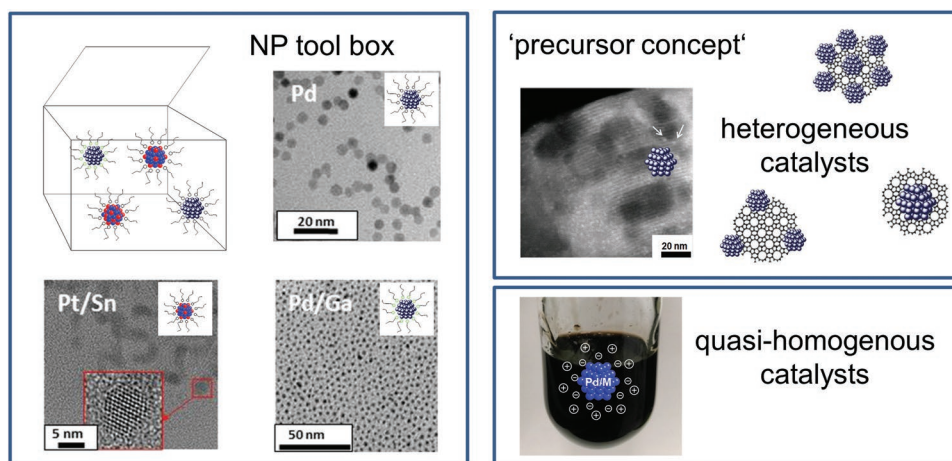 NP tool box
Pd
20 nm
Pt/Sn
5 nm
Pd/Ga
50 nm
'precursor concept'
20 nm
heterogeneous
catalysts
Pd/M
quasi-homogenous
catalysts